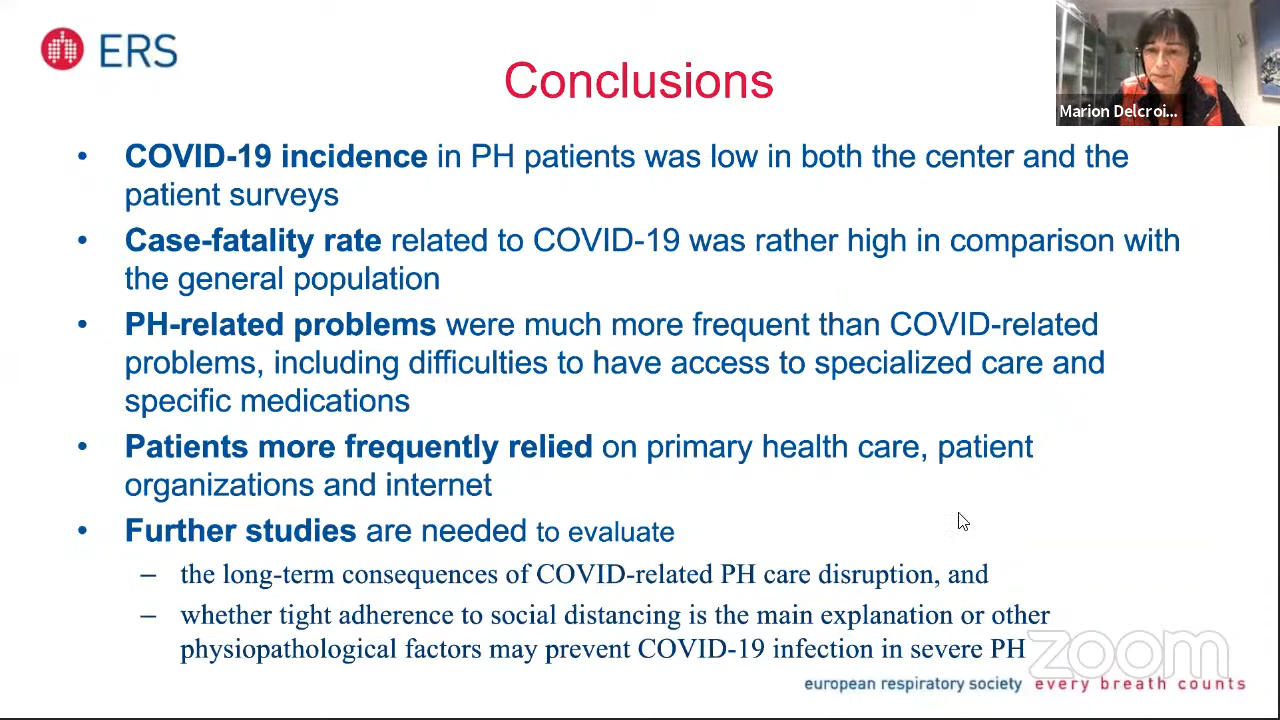 ERS
Conclusions
Marion Delcroi...
• COVID-19 incidence in PH patients was low in both the center and the
patient surveys
• Case-fatality rate related to COVID-19 was rather high in comparison with
the general population
• PH-related problems were much more frequent than COVID-related
problems, including difficulties to have access to specialized care and
specific medications
• Patients more frequently relied on primary health care, patient
organizations and internet
• Further studies are needed to evaluate
– the long-term consequences of COVID-related PH care disruption, and
– whether tight adherence to social distancing is the main explanation or other
physiopathological factors may prevent COVID-19 infection in severe PH
zoom
european respiratory society every breath counts